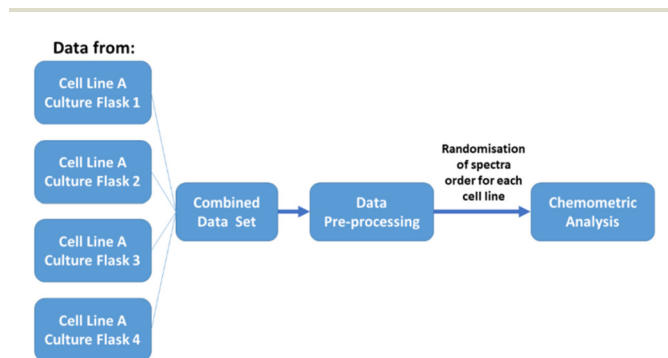 Data from:
Cell Line A
Culture Flask 1
Cell Line A
Culture Flask 2
Cell Line A
Culture Flask 3
Cell Line A
Culture Flask 4
Combined
Data Set
Data
Pre-processing
Randomisation
of spectra
order for each
cell line
Chemometric
Analysis